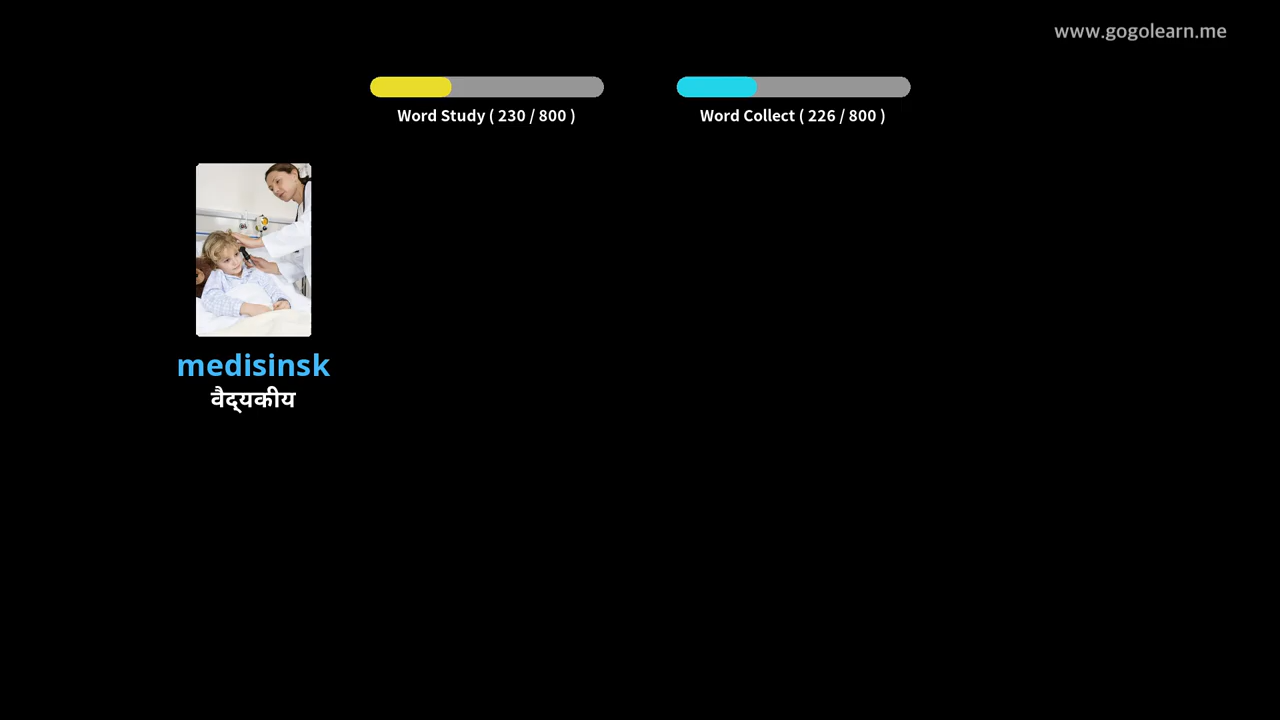 www.gogolearn.me
Word Study ( 230 / 800 )
Word Collect ( 226 / 800 )
medisinsk
वैद्यकीय